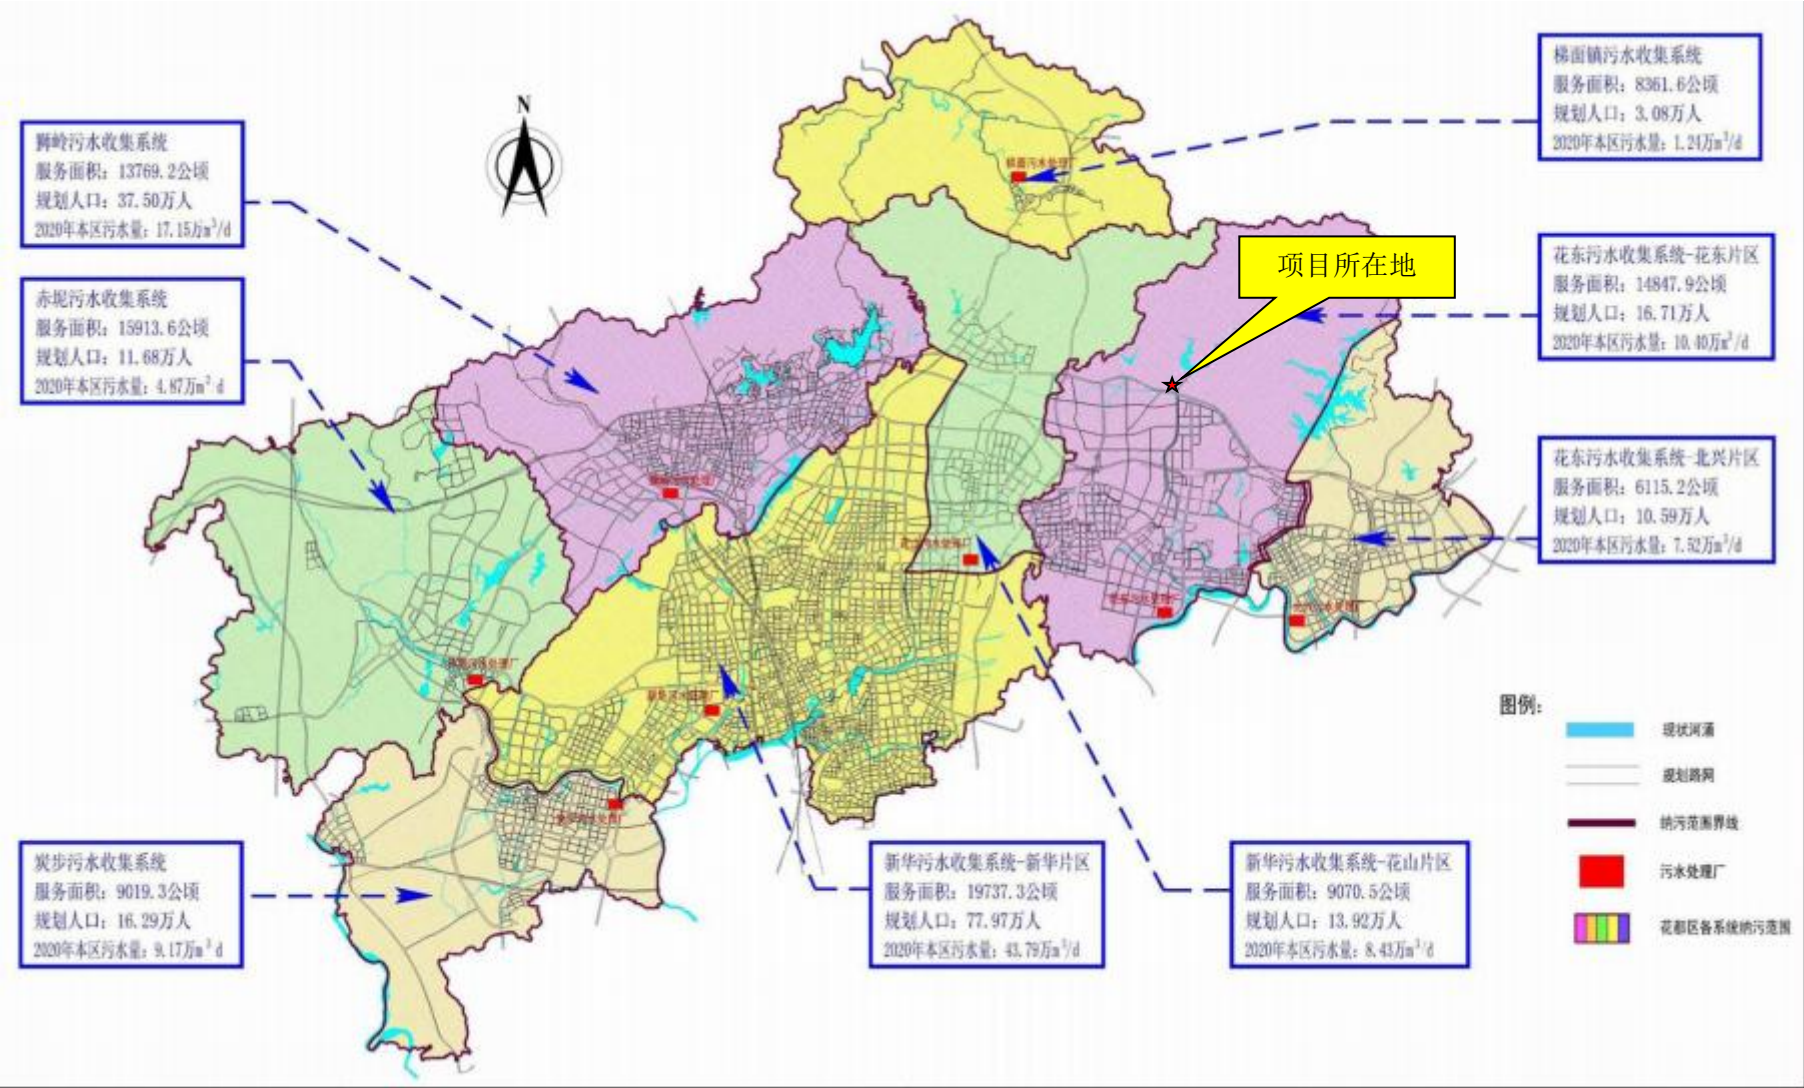 梯面镇污水收集系统
服务面积：8361.6公顷
规划人口：3.08万人
2020年本区污水量：1.24万m³/d
N
狮岭污水收集系统
服务面积：13769.2公顷
规划人口：37.50万人
2020年本区污水量：17.15万m³/d
项目所在地
花东污水收集系统-花东片区
服务面积：14847.9公顷
规划人口：16.71万人
2020年本区污水量：10.40万m³/d
赤坭污水收集系统
服务面积：15913.6公顷
规划人口：11.68万人
2020年本区污水量：4.87万m³ d
花东污水收集系统-北兴片区
服务面积：6115.2公顷
规划人口：10.59万人
2020年本区污水量：7.52万m³/d
图例：
现状河涌
规划路网
纳污范围界线
污水处理厂
花都区各系统纳污范围
炭步污水收集系统
服务面积：9019.3公顷
规划人口：16.29万人
2020年本区污水量：9.17万m³ d
新华污水收集系统-新华片区
服务面积：19737.3公顷
规划人口：77.97万人
2020年本区污水量：43.79万m³/d
新华污水收集系统-花山片区
服务面积：9070.5公顷
规划人口：13.92万人
2020年本区污水量：8.43万m³/d